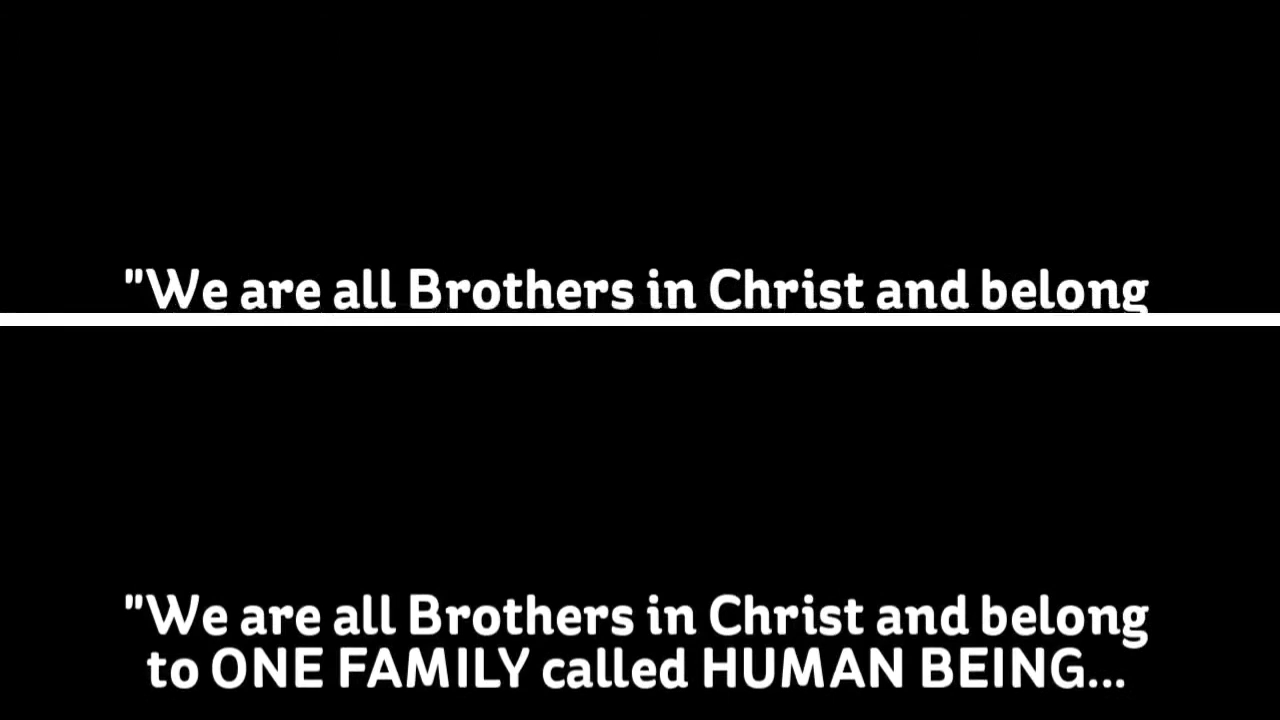 "We are all Brothers in Christ and belong
"We are all Brothers in Christ and belong
to ONE FAMILY called HUMAN BEING...